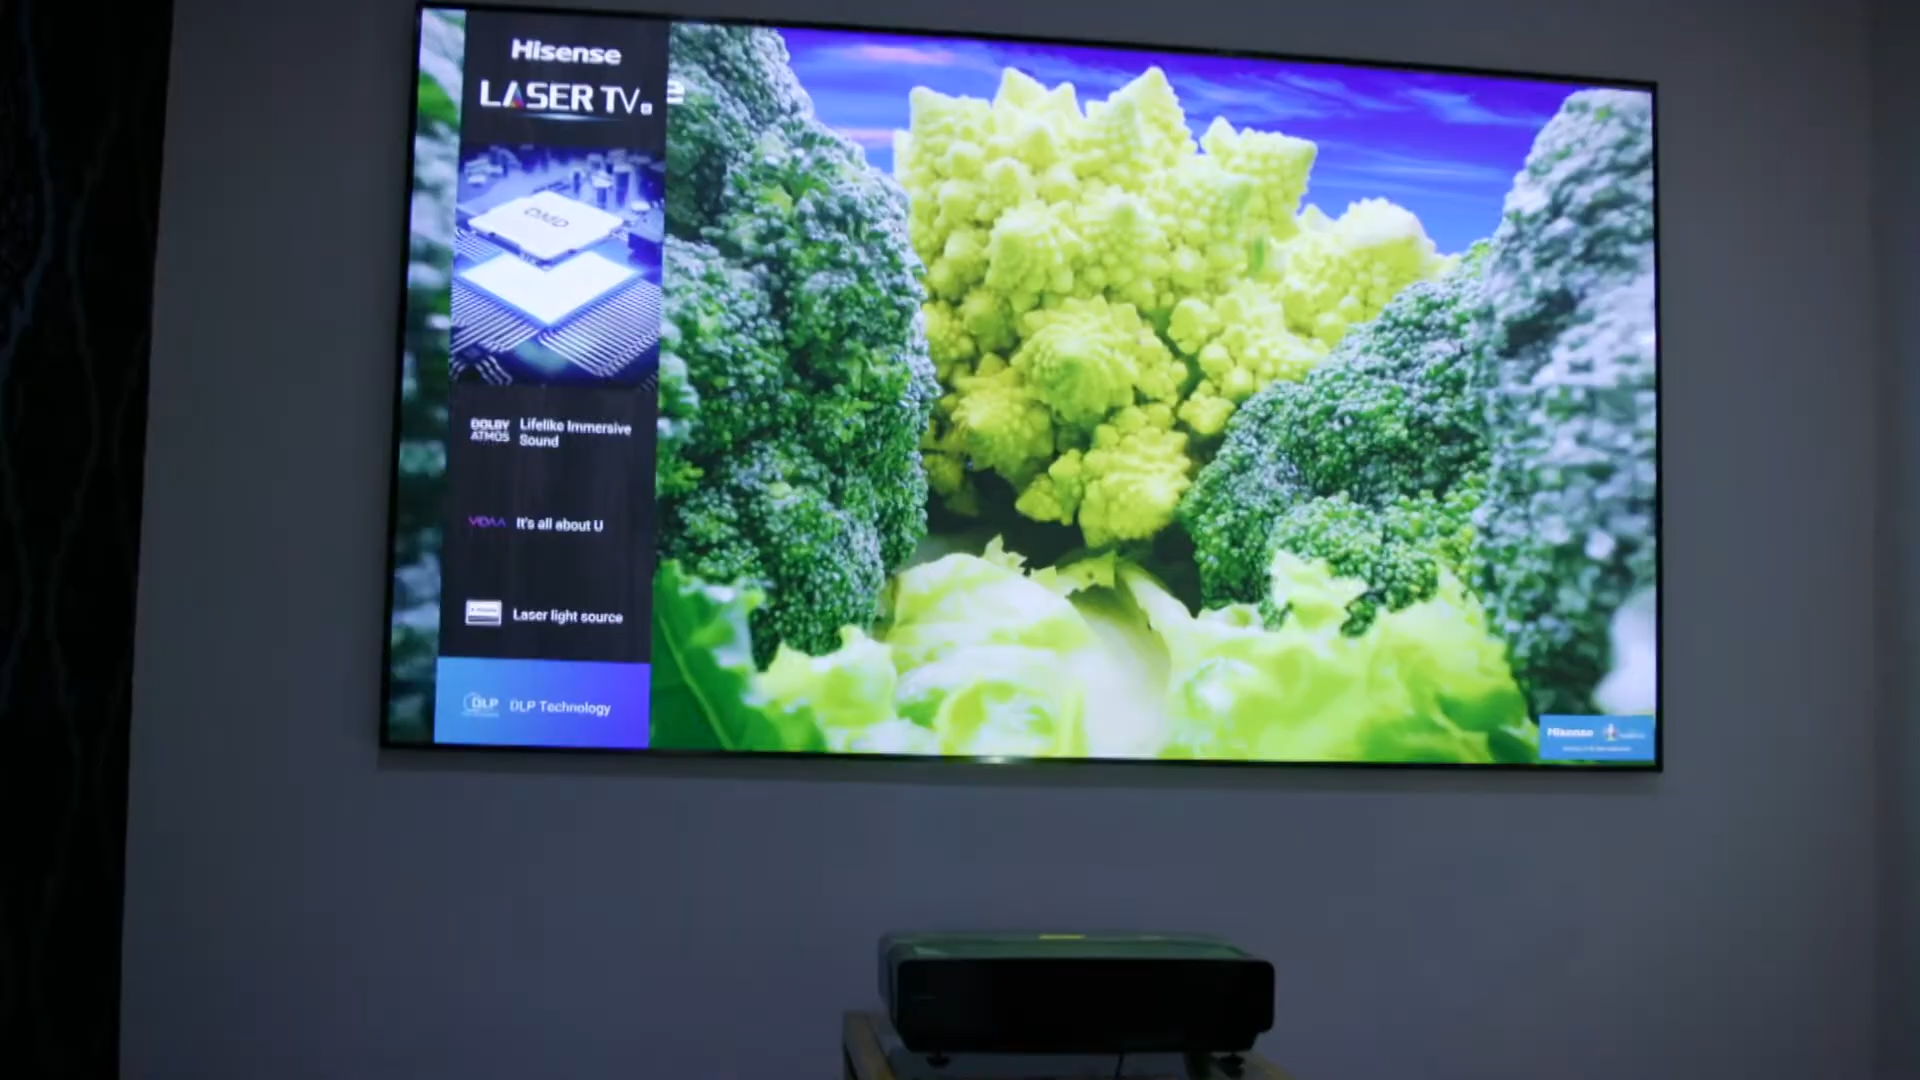 Hisense
LASER TV
DMD
DOLBY
ATMOS
Lifelike Immersive
Sound
VIDAA
It's all about U
Laser light source
DLP
DLP Technology
Hisense